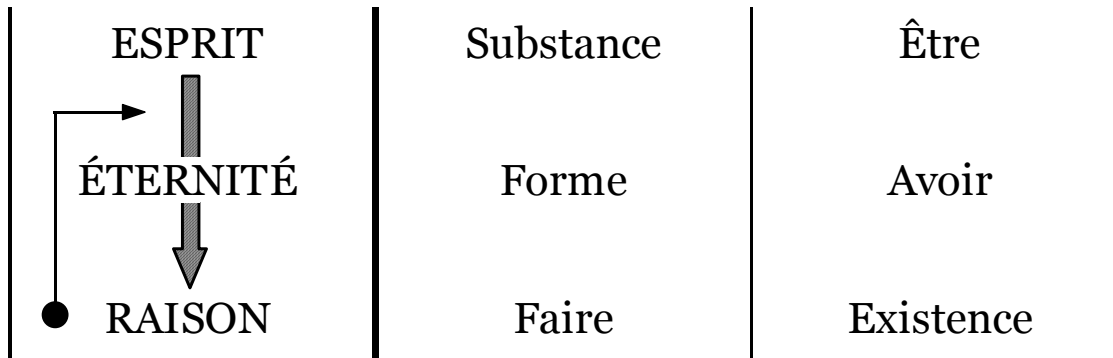 ESPRIT Substance Être
ÉTERNITÉ Forme Avoir
RAISON Faire Existence